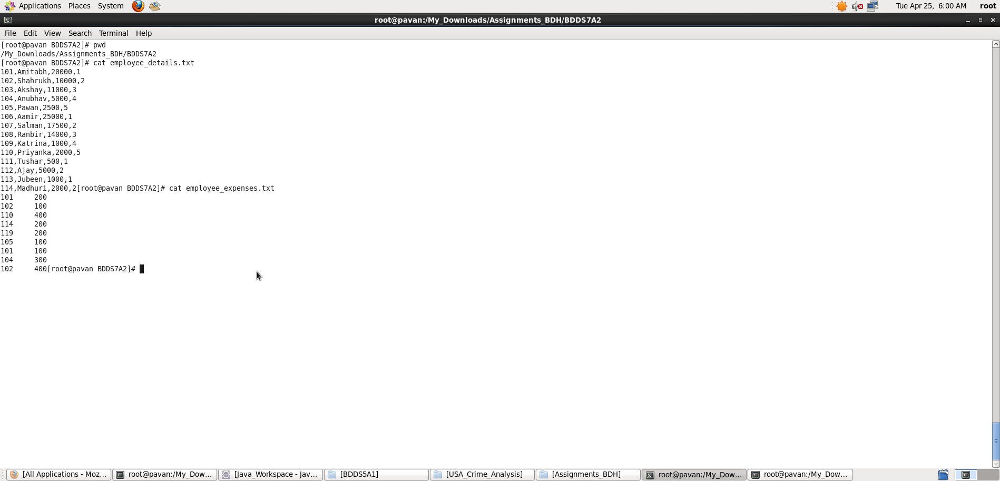 Applications Places System Tue Apr 25, 6:00 AM root
root@pavan:/My_Downloads/Assignments_BDH/BDDS7A2
File Edit View Search Terminal Help
[root@pavan BDDS7A2]# pwd
/My_Downloads/Assignments_BDH/BDDS7A2
[root@pavan BDDS7A2]# cat employee_details.txt
101,Amitabh,20000,1
102,Shahrukh,10000,2
103,Akshay,11000,3
104,Anubhav,5000,4
105,Pawan,2500,5
106,Aamir,25000,1
107,Salman,17500,2
108,Ranbir,14000,3
109,Katrina,1000,4
110,Priyanka,2000,5
111,Tushar,500,1
112,Ajay,5000,2
113,Jubeen,1000,1
114,Madhuri,2000,2[root@pavan BDDS7A2]# cat employee_expenses.txt
101     200
102     100
110     400
114     200
119     200
105     100
101     100
104     300
102     400[root@pavan BDDS7A2]#
[All Applications - Moz... root@pavan:/My_Dow... [Java_Workspace - Jav... [BDDS5A1] [USA_Crime_Analysis] [Assignments_BDH] root@pavan:/My_Dow... root@pavan:/My_Dow...